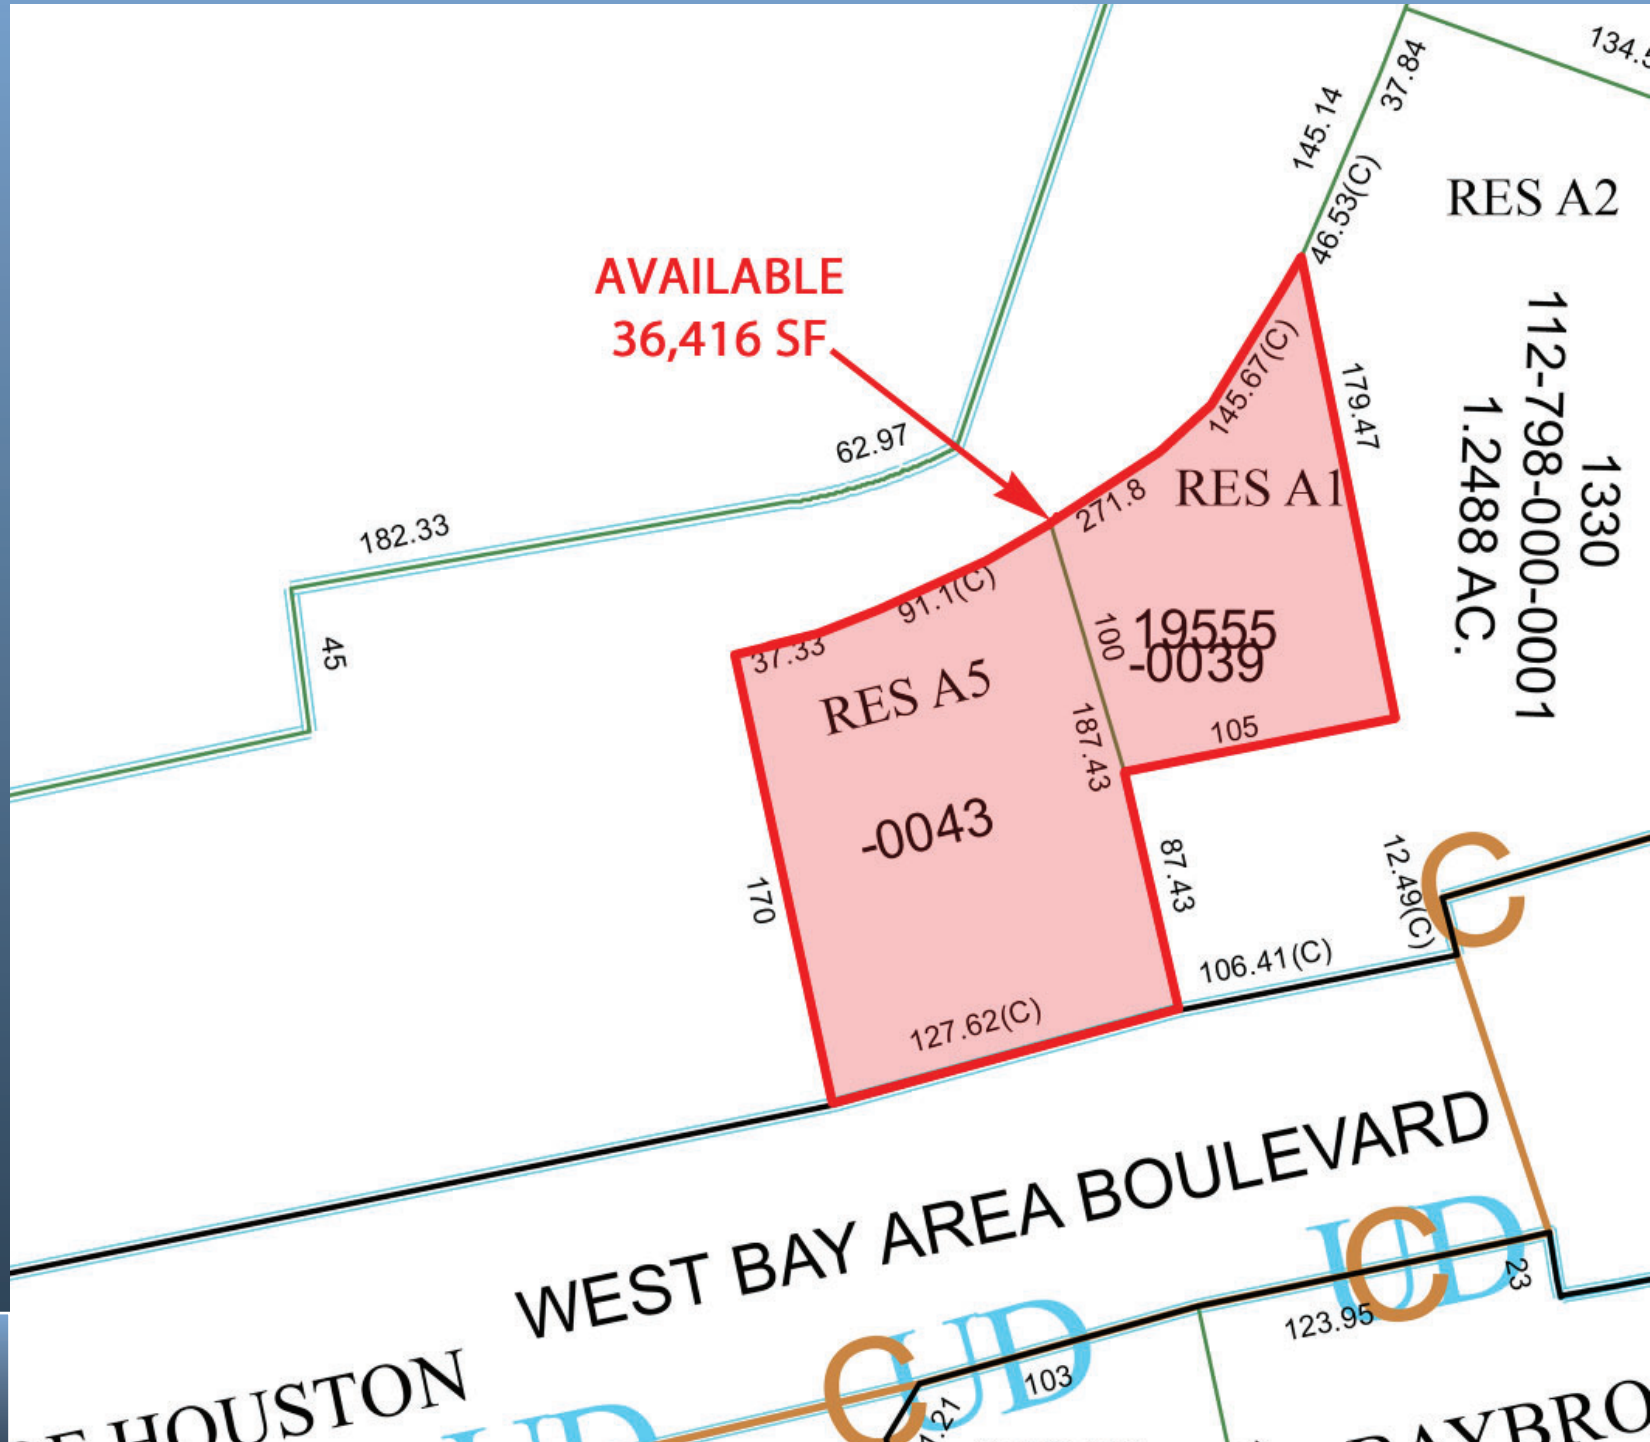 134.5
37.84
145.14
46.53(C)
RES A2
AVAILABLE
36,416 SF
1330
112-798-000-0001
1.2488 AC.
145.67(C)
179.47
62.97
271.8
RES A1
182.33
91.1(C)
45
37.33
100
19555
-0039
RES A5
187.43
105
-0043
87.43
170
12.49(C)
C
106.41(C)
127.62(C)
WEST BAY AREA BOULEVARD
UD
C
23
123.95
UD
C
103
HOUSTON
UD